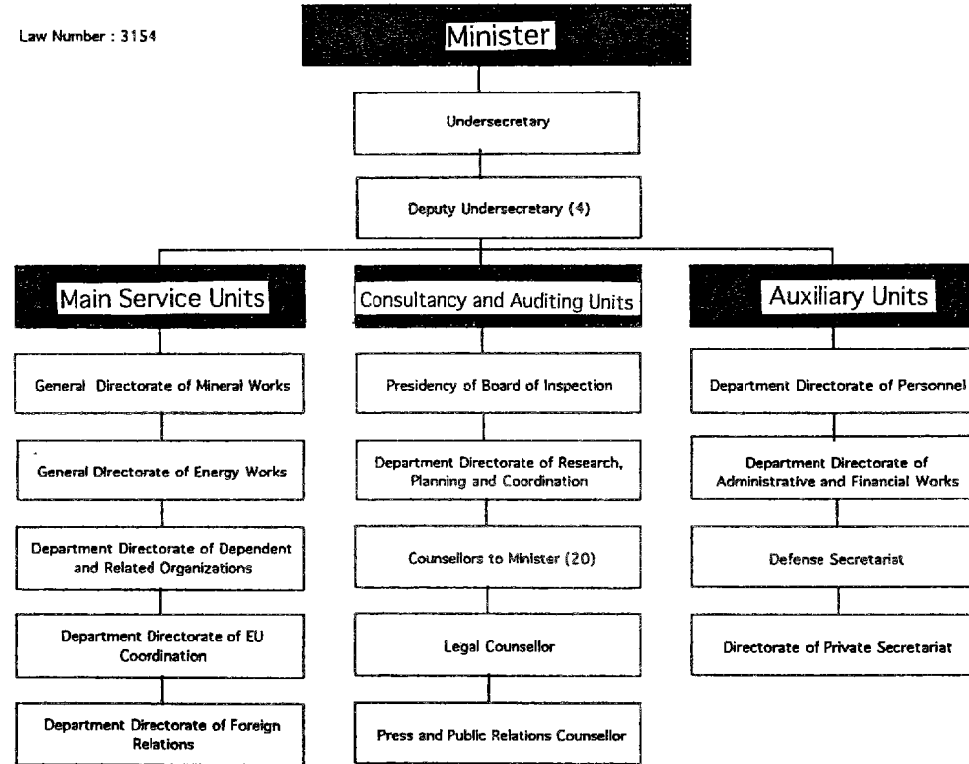 Law Number : 3154
Minister
Undersecretary
Deputy Undersecretary (4)
Main Service Units
General Directorate of Mineral Works
General Directorate of Energy Works
Department Directorate of Dependent
and Related Organizations
Department Directorate of EU
Coordination
Department Directorate of Foreign
Relations
Consultancy and Auditing Units
Presidency of Board of Inspection
Department Directorate of Research,
Planning and Coordination
Counsellors to Minister (20)
Legal Counsellor
Press and Public Relations Counsellor
Auxiliary Units
Department Directorate of Personnel
Department Directorate of
Administrative and Financial Works
Defense Secretariat
Directorate of Private Secretariat